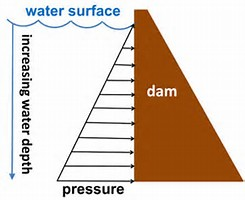 water surface
increasing water depth
dam
pressure